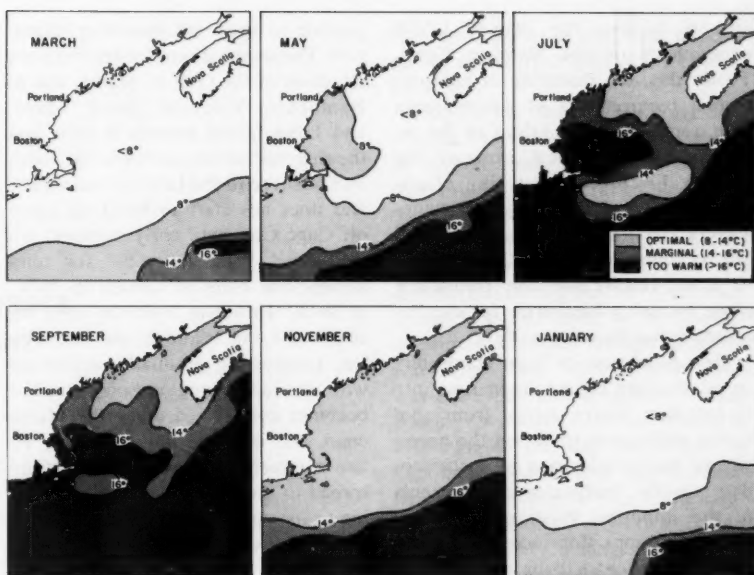 MARCH
Nova Scotia
Portland
Boston
<8°
8°
14°
16°
MAY
Nova Scotia
Portland
Boston
<8°
8°
8°
14°
16°
JULY
Nova Scotia
Portland
Boston
16°
14°
14°
16°
OPTIMAL (8-14°C)
MARGINAL (14-16°C)
TOO WARM (>16°C)
SEPTEMBER
Nova Scotia
Portland
Boston
16°
14°
16°
NOVEMBER
Nova Scotia
Portland
Boston
14°
16°
JANUARY
Nova Scotia
Portland
Boston
<8°
8°
14°
16°